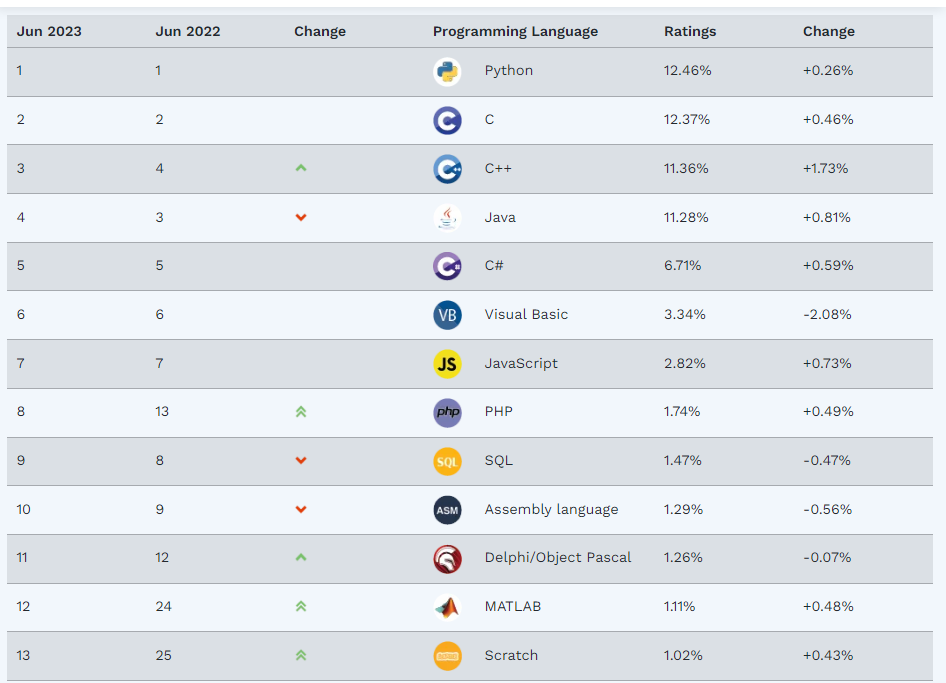 Jun 2023 Jun 2022 Change Programming Language Ratings Change
1 1 Python 12.46% +0.26%
2 2 C C 12.37% +0.46%
3 4 C++ C++ 11.36% +1.73%
4 3 Java 11.28% +0.81%
5 5 C# C# 6.71% +0.59%
6 6 VB Visual Basic 3.34% -2.08%
7 7 JS JavaScript 2.82% +0.73%
8 13 php PHP 1.74% +0.49%
9 8 SQL SQL 1.47% -0.47%
10 9 ASM Assembly language 1.29% -0.56%
11 12 Delphi/Object Pascal 1.26% -0.07%
12 24 MATLAB 1.11% +0.48%
13 25 Scratch 1.02% +0.43%